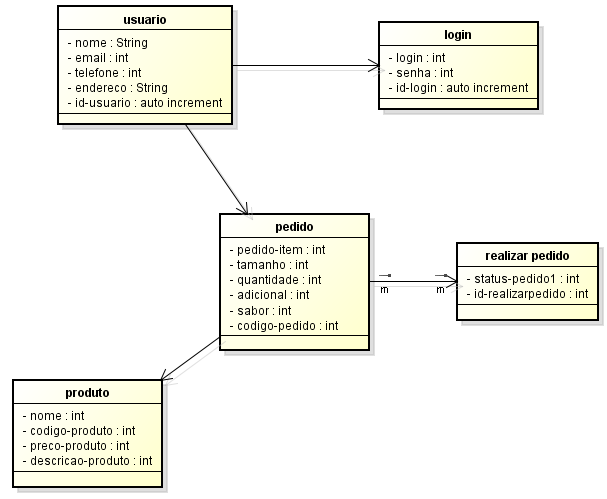 usuario
- nome : String
- email : int
- telefone : int
- endereco : String
- id-usuario : auto increment
login
- login : int
- senha : int
- id-login : auto increment
pedido
- pedido-item : int
- tamanho : int
- quantidade : int
- adicional : int
- sabor : int
- codigo-pedido : int
realizar pedido
- status-pedido1 : int
- id-realizarpedido : int
produto
- nome : int
- codigo-produto : int
- preco-produto : int
- descricao-produto : int